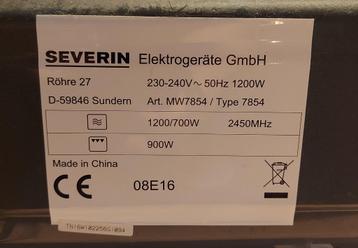 SEVERIN Elektrogeräte GmbH
Röhre 27 230-240V~ 50Hz 1200W
D-59846 Sundern Art. MW7854 / Type 7854
1200/700W 2450MHz
900W
Made in China
CE 08E16